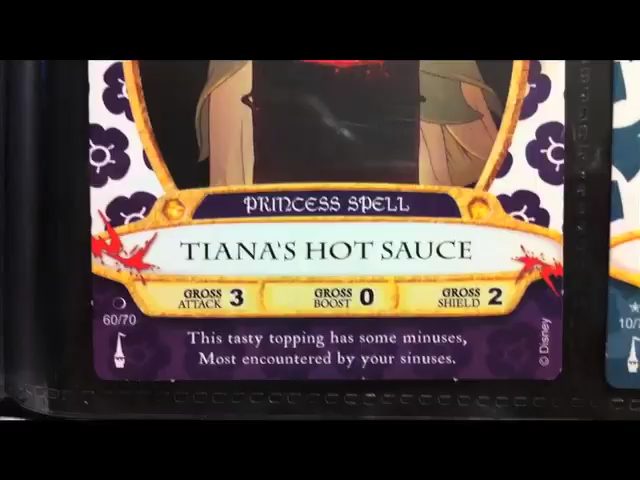 PRINCESS SPELL
TIANA'S HOT SAUCE
GROSS ATTACK 3
GROSS BOOST 0
GROSS SHIELD 2
60/70
This tasty topping has some minuses,
Most encountered by your sinuses.
© Disney